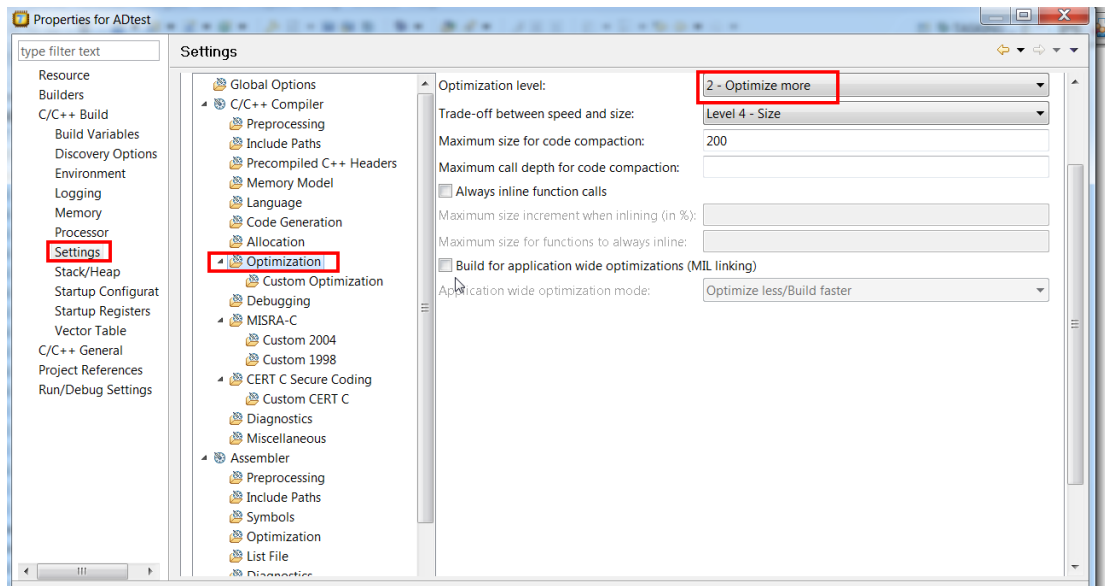 Properties for ADtest
type filter text
Settings
Resource
Builders
C/C++ Build
Build Variables
Discovery Options
Environment
Logging
Memory
Processor
Settings
Stack/Heap
Startup Configurat
Startup Registers
Vector Table
C/C++ General
Project References
Run/Debug Settings
Global Options
C/C++ Compiler
Preprocessing
Include Paths
Precompiled C++ Headers
Memory Model
Language
Code Generation
Allocation
Optimization
Custom Optimization
Debugging
MISRA-C
Custom 2004
Custom 1998
CERT C Secure Coding
Custom CERT C
Diagnostics
Miscellaneous
Assembler
Preprocessing
Include Paths
Symbols
Optimization
List File
Diagnostics
Optimization level: 2 - Optimize more
Trade-off between speed and size: Level 4 - Size
Maximum size for code compaction: 200
Maximum call depth for code compaction:
Always inline function calls
Maximum size increment when inlining (in %):
Maximum size for functions to always inline:
Build for application wide optimizations (MIL linking)
Application wide optimization mode: Optimize less/Build faster